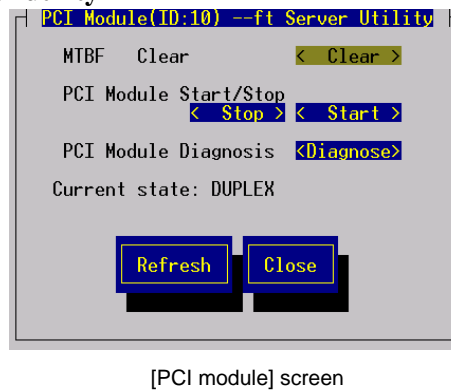 PCI Module(ID:10) --ft Server Utility
MTBF Clear < Clear >
PCI Module Start/Stop
< Stop > < Start >
PCI Module Diagnosis <Diagnose>
Current state: DUPLEX
Refresh Close
[PCI module] screen